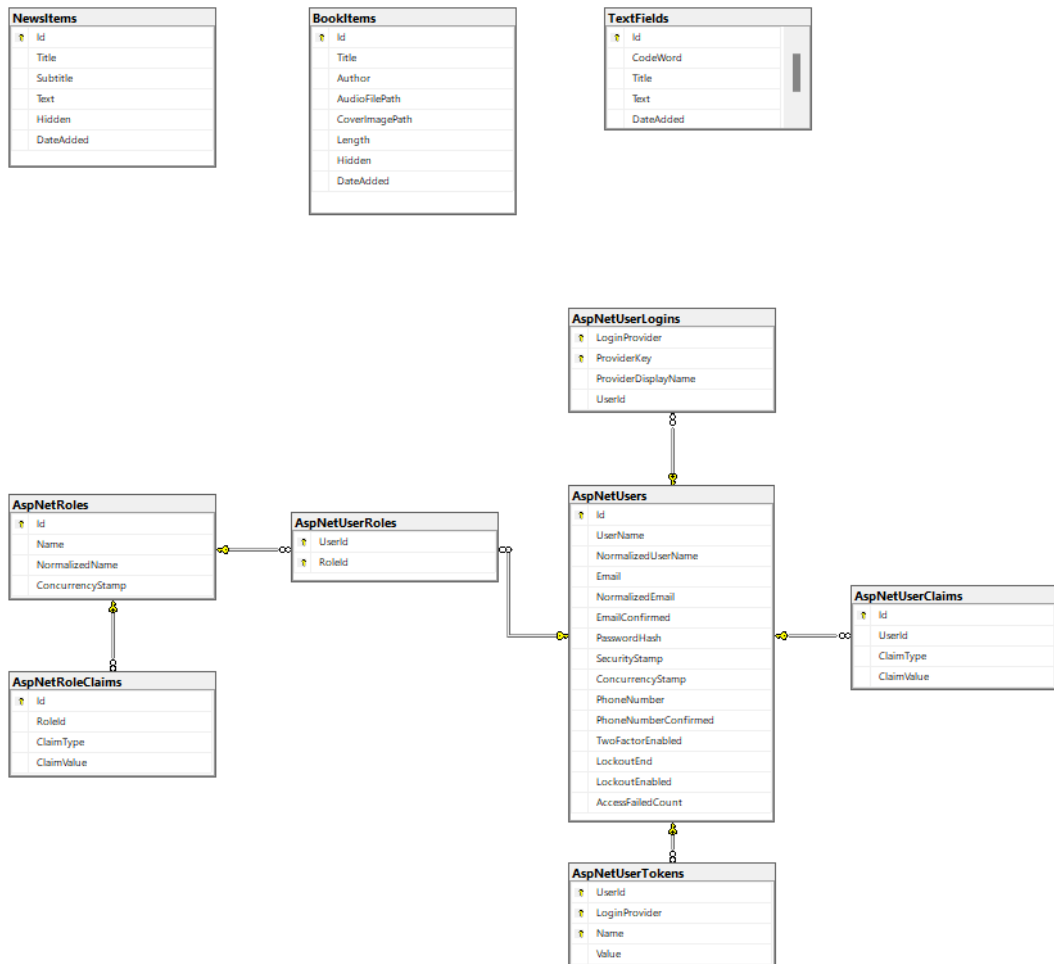 NewsItems
Id
Title
Subtitle
Text
Hidden
DateAdded
BookItems
Id
Title
Author
AudioFilePath
CoverImagePath
Length
Hidden
DateAdded
TextFields
Id
CodeWord
Title
Text
DateAdded
AspNetUserLogins
LoginProvider
ProviderKey
ProviderDisplayName
UserId
AspNetRoles
Id
Name
NormalizedName
ConcurrencyStamp
AspNetUserRoles
UserId
RoleId
AspNetUsers
Id
UserName
NormalizedUserName
Email
NormalizedEmail
EmailConfirmed
PasswordHash
SecurityStamp
ConcurrencyStamp
PhoneNumber
PhoneNumberConfirmed
TwoFactorEnabled
LockoutEnd
LockoutEnabled
AccessFailedCount
AspNetUserClaims
Id
UserId
ClaimType
ClaimValue
AspNetRoleClaims
Id
RoleId
ClaimType
ClaimValue
AspNetUserTokens
UserId
LoginProvider
Name
Value